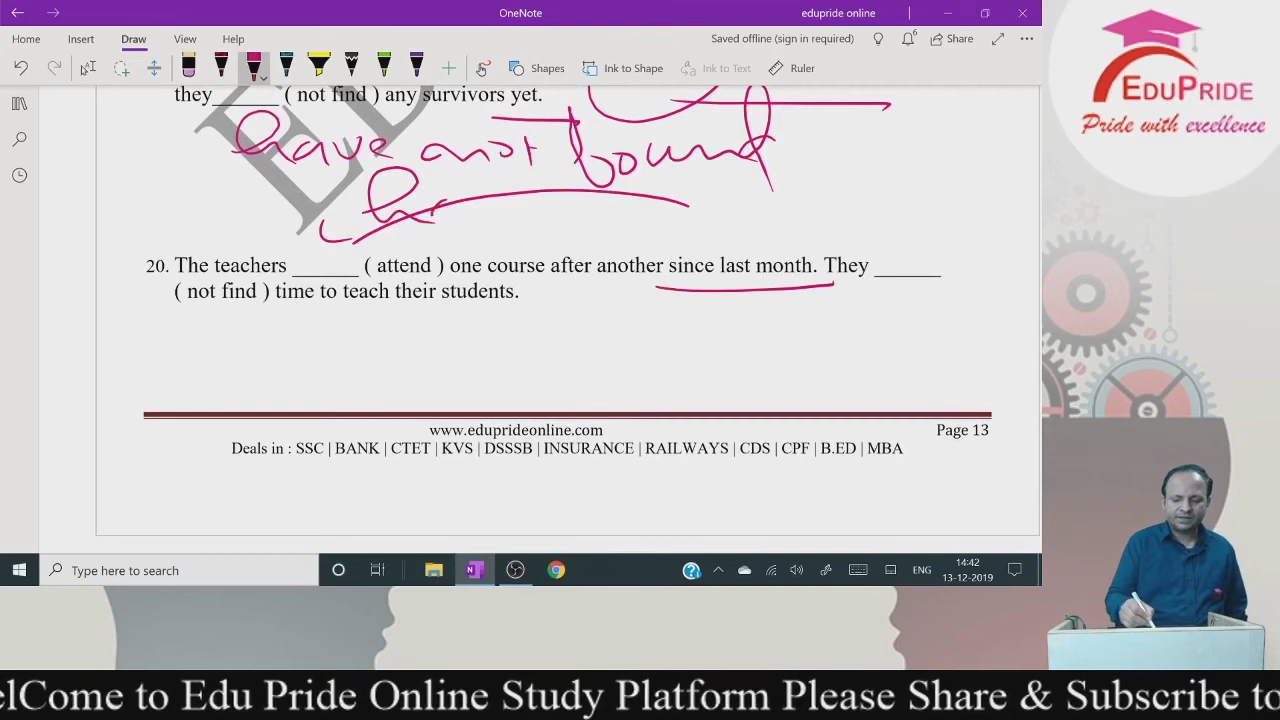 OneNote
edupride online
Home Insert Draw View Help
Saved offline (sign in required)
Share
Shapes
Ink to Shape
Ink to Text
Ruler
they______ ( not find ) any survivors yet.
have not found
20. The teachers ______ ( attend ) one course after another since last month. They ______
( not find ) time to teach their students.
www.eduprideonline.com
Page 13
Deals in : SSC | BANK | CTET | KVS | DSSSB | INSURANCE | RAILWAYS | CDS | CPF | B.ED | MBA
Type here to search
ENG
14:42
13-12-2019
EDUPRIDE
Pride with excellence
elCome to Edu Pride Online Study Platform Please Share & Subscribe to